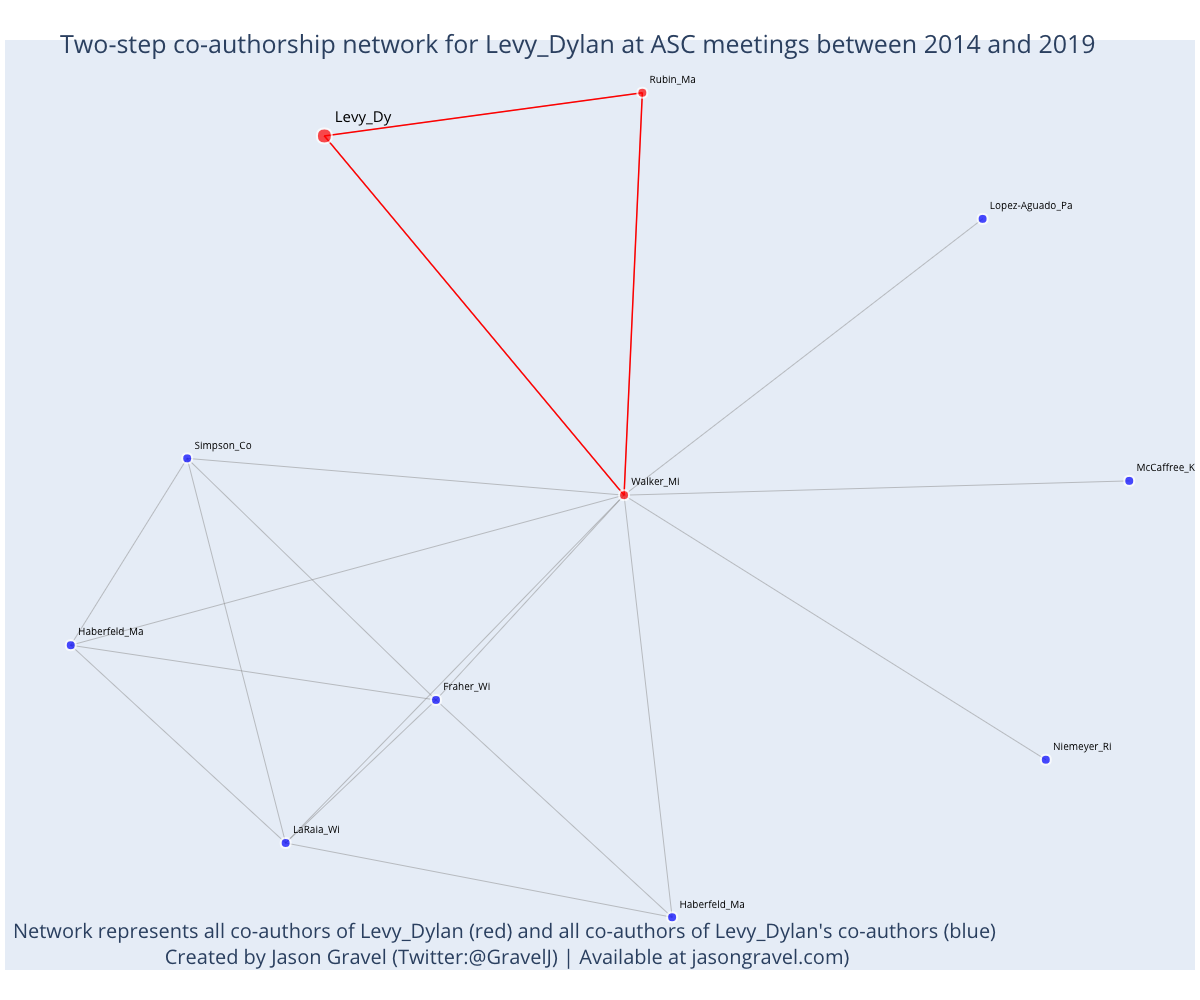 Two-step co-authorship network for Levy_Dylan at ASC meetings between 2014 and 2019
Rubin_Ma
Levy_Dy
Lopez-Aguado_Pa
Simpson_Co
McCaffree_K
Walker_Mi
Haberfeld_Ma
Fraher_Wi
Niemeyer_Ri
LaRaia_Wi
Haberfeld_Ma
Network represents all co-authors of Levy_Dylan (red) and all co-authors of Levy_Dylan's co-authors (blue)
Created by Jason Gravel (Twitter:@GravelJ) | Available at jasongravel.com)